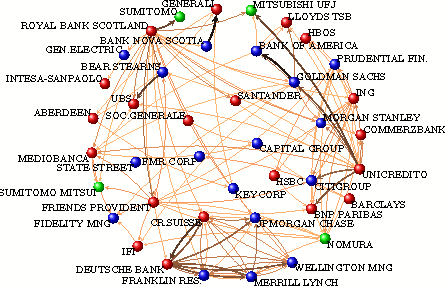 GENERALI
SUMITOMO
MITSUBISHI UFJ
ROYAL BANK SCOTLAND
LLOYDS TSB
HBOS
BANK NOVA SCOTIA
GEN.ELECTRIC
BANK OF AMERICA
BEAR STEARNS
PRUDENTIAL FIN.
INTESA-SANPAOLO
GOLDMAN SACHS
UBS
SANTANDER
ING
ABERDEEN
SOC.GENERALE
MORGAN STANLEY
COMMERZBANK
MEDIOBANCA
CAPITAL GROUP
STATE STREET
FMR CORP
UNICREDITO
SUMITOMO MITSUI
KEYCORP
HSBC
CITIGROUP
FRIENDS PROVIDENT
BARCLAYS
BNP PARIBAS
FIDELITY MNG
CR.SUISSE
JPMORGAN CHASE
NOMURA
IFI
DEUTSCHE BANK
WELLINGTON MNG
FRANKLIN RES.
MERRILL LYNCH